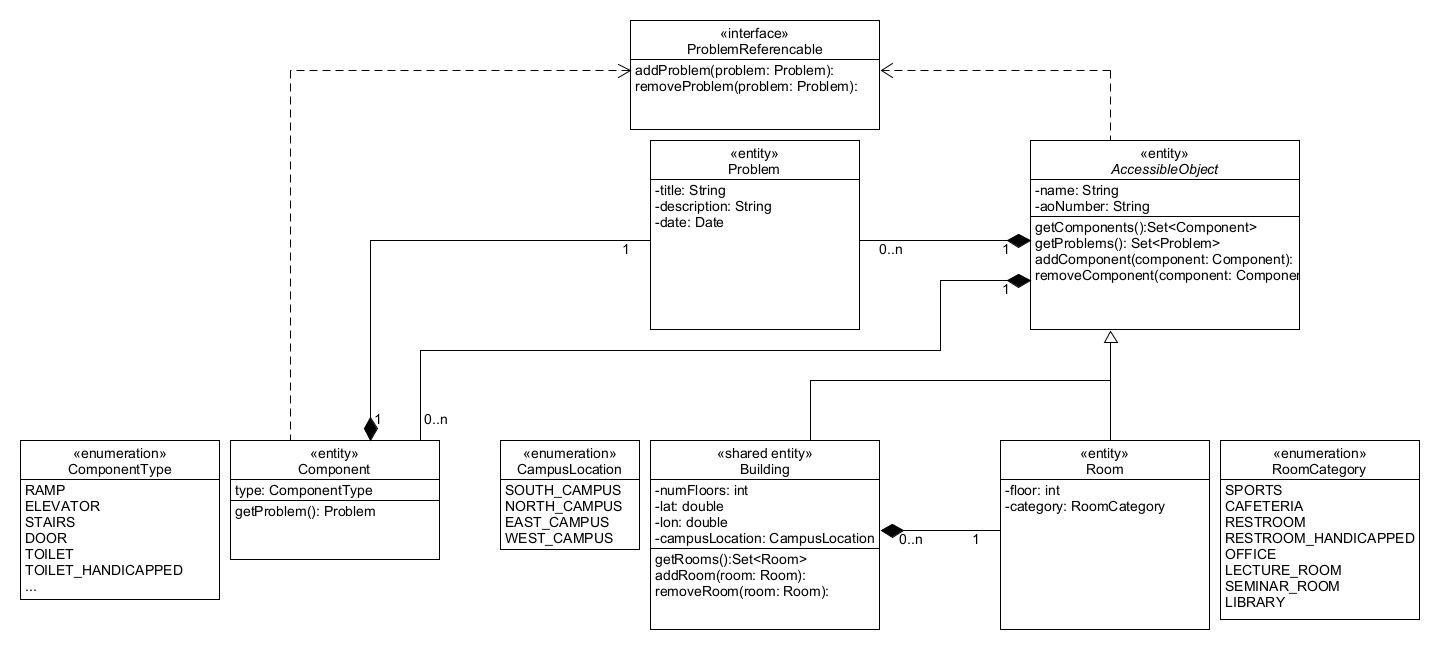 «interface»
ProblemReferencable
addProblem(problem: Problem):
removeProblem(problem: Problem):
«entity»
Problem
-title: String
-description: String
-date: Date
«entity»
AccessibleObject
-name: String
-aoNumber: String
getComponents():Set<Component>
getProblems(): Set<Problem>
addComponent(component: Component):
removeComponent(component: Componer
1
0..n
1
1
1
0..n
«enumeration»
ComponentType
RAMP
ELEVATOR
STAIRS
DOOR
TOILET
TOILET_HANDICAPPED
...
«entity»
Component
type: ComponentType
getProblem(): Problem
«enumeration»
CampusLocation
SOUTH_CAMPUS
NORTH_CAMPUS
EAST_CAMPUS
WEST_CAMPUS
«shared entity»
Building
-numFloors: int
-lat: double
-lon: double
-campusLocation: CampusLocation
getRooms():Set<Room>
addRoom(room: Room):
removeRoom(room: Room):
0..n
1
«entity»
Room
-floor: int
-category: RoomCategory
«enumeration»
RoomCategory
SPORTS
CAFETERIA
RESTROOM
RESTROOM_HANDICAPPED
OFFICE
LECTURE_ROOM
SEMINAR_ROOM
LIBRARY